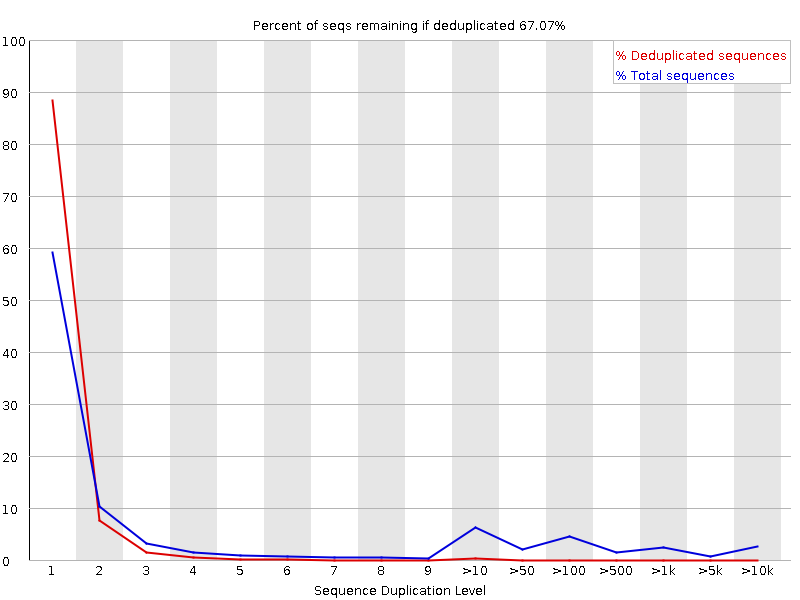 Percent of seqs remaining if deduplicated 67.07%
% Deduplicated sequences
% Total sequences
100
90
80
70
60
50
40
30
20
10
0
1 2 3 4 5 6 7 8 9 >10 >50 >100 >500 >1k >5k >10k
Sequence Duplication Level